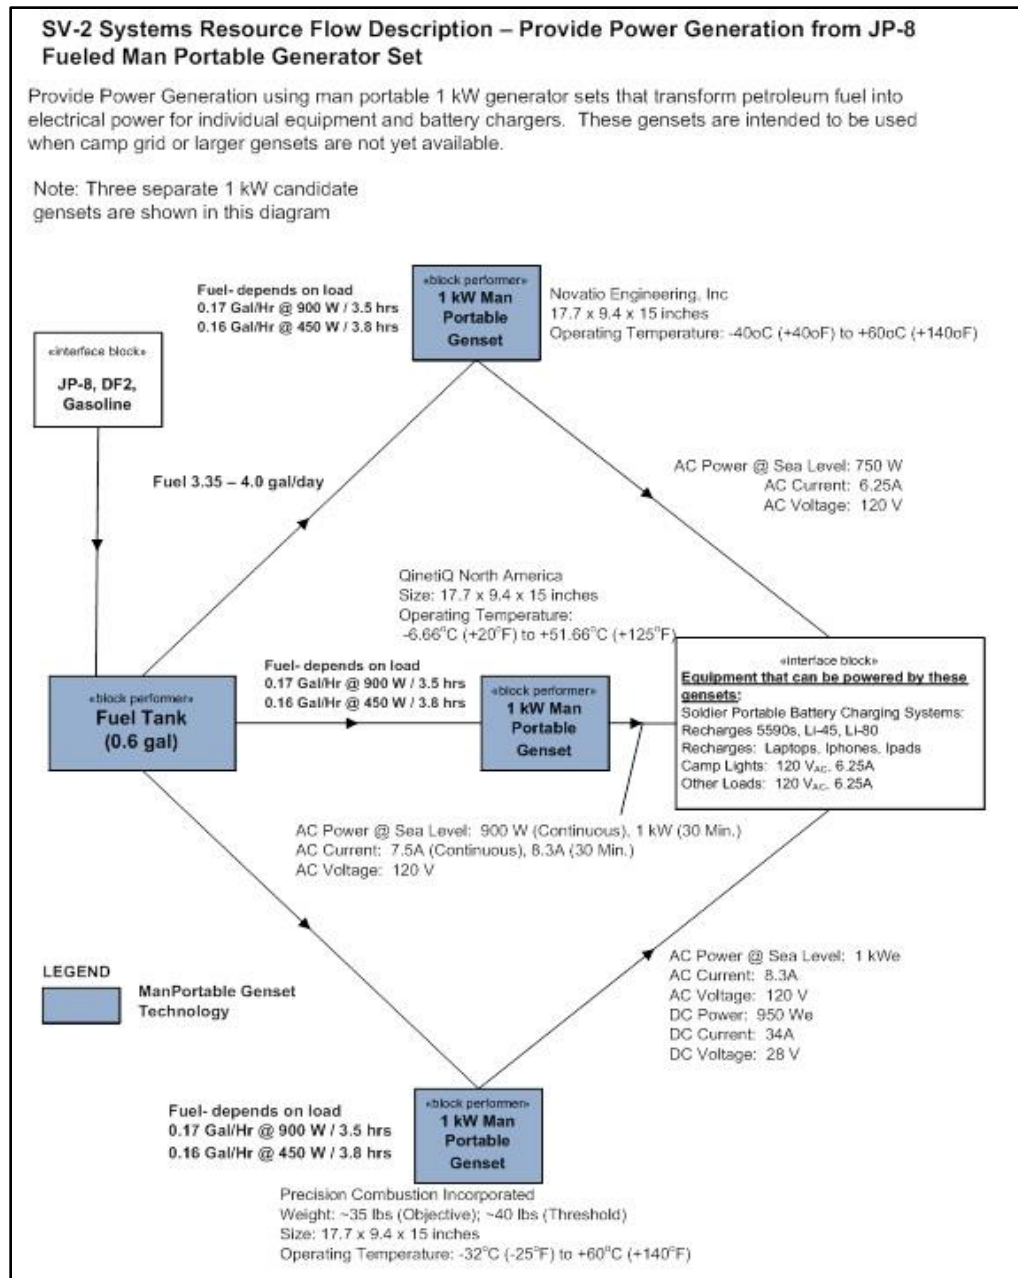 SV-2 Systems Resource Flow Description – Provide Power Generation from JP-8
Fueled Man Portable Generator Set
Provide Power Generation using man portable 1 kW generator sets that transform petroleum fuel into
electrical power for individual equipment and battery chargers. These gensets are intended to be used
when camp grid or larger gensets are not yet available.
Note: Three separate 1 kW candidate
gensets are shown in this diagram
Fuel- depends on load
0.17 Gal/Hr @ 900 W / 3.5 hrs
0.16 Gal/Hr @ 450 W / 3.8 hrs
«block performer»
1 kW Man
Portable
Genset
Novatio Engineering, Inc
17.7 x 9.4 x 15 inches
Operating Temperature: -40oC (+40oF) to +60oC (+140oF)
«interface block»
JP-8, DF2,
Gasoline
Fuel 3.35 – 4.0 gal/day
AC Power @ Sea Level: 750 W
AC Current: 6.25A
AC Voltage: 120 V
QinetiQ North America
Size: 17.7 x 9.4 x 15 inches
Operating Temperature:
-6.66°C (+20°F) to +51.66°C (+125°F)
«block performer»
Fuel Tank
(0.6 gal)
Fuel- depends on load
0.17 Gal/Hr @ 900 W / 3.5 hrs
0.16 Gal/Hr @ 450 W / 3.8 hrs
«block performer»
1 kW Man
Portable
Genset
«interface block»
Equipment that can be powered by these
gensets:
Soldier Portable Battery Charging Systems:
Recharges 5590s, Li-45, Li-80
Recharges: Laptops, Iphones, Ipads
Camp Lights: 120 VAC. 6.25A
Other Loads: 120 VAC. 6.25A
AC Power @ Sea Level: 900 W (Continuous), 1 kW (30 Min.)
AC Current: 7.5A (Continuous), 8.3A (30 Min.)
AC Voltage: 120 V
AC Power @ Sea Level: 1 kWe
AC Current: 8.3A
AC Voltage: 120 V
DC Power: 950 We
DC Current: 34A
DC Voltage: 28 V
LEGEND
ManPortable Genset
Technology
Fuel- depends on load
0.17 Gal/Hr @ 900 W / 3.5 hrs
0.16 Gal/Hr @ 450 W / 3.8 hrs
«block performer»
1 kW Man
Portable
Genset
Precision Combustion Incorporated
Weight: ~35 lbs (Objective); ~40 lbs (Threshold)
Size: 17.7 x 9.4 x 15 inches
Operating Temperature: -32°C (-25°F) to +60°C (+140°F)